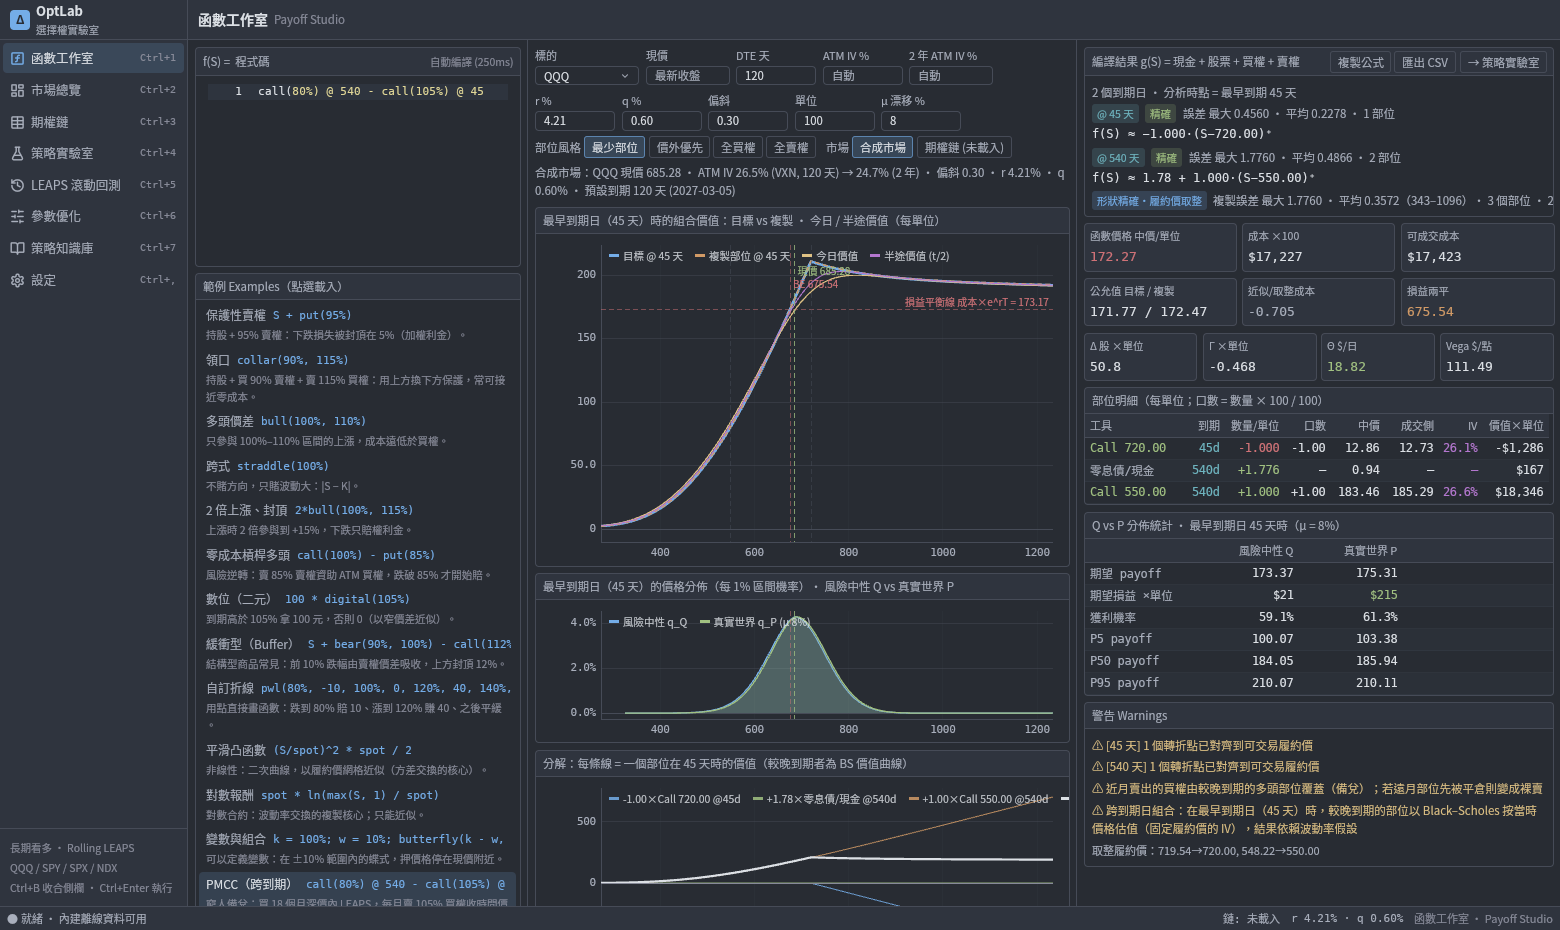 Δ OptLab
選擇權實驗室
函數工作室 Ctrl+1
市場總覽 Ctrl+2
期權鏈 Ctrl+3
策略實驗室 Ctrl+4
LEAPS 滾動回測 Ctrl+5
參數優化 Ctrl+6
策略知識庫 Ctrl+7
設定 Ctrl+,
長期看多 · Rolling LEAPS
QQQ / SPY / SPX / NDX
Ctrl+B 收合側欄 · Ctrl+Enter 執行
函數工作室 Payoff Studio
f(S) = 程式碼 自動編譯 (250ms)
1 call(80%) @ 540 - call(105%) @ 45
範例 Examples（點選載入）
保護性賣權 S + put(95%)
持股 + 95% 賣權：下跌損失被封頂在 5%（加權利金）。
領口 collar(90%, 115%)
持股 + 買 90% 賣權 + 賣 115% 買權：用上方換下方保護，常可接
近零成本。
多頭價差 bull(100%, 110%)
只參與 100%–110% 區間的上漲，成本遠低於買權。
跨式 straddle(100%)
不賭方向，只賭波動大：|S − K|。
2 倍上漲、封頂 2*bull(100%, 115%)
上漲時 2 倍參與到 +15%，下跌只賠權利金。
零成本槓桿多頭 call(100%) - put(85%)
風險逆轉：賣 85% 賣權資助 ATM 買權，跌破 85% 才開始賠。
數位（二元） 100 * digital(105%)
到期高於 105% 拿 100 元，否則 0（以窄價差近似）。
緩衝型（Buffer） S + bear(90%, 100%) - call(112%
結構型商品常見：前 10% 跌幅由賣權價差吸收，上方封頂 12%。
自訂折線 pwl(80%, -10, 100%, 0, 120%, 40, 140%,
用點直接畫函數：跌到 80% 賠 10、漲到 120% 賺 40、之後平緩
。
平滑凸函數 (S/spot)^2 * spot / 2
非線性：二次曲線，以履約價網格近似（方差交換的核心）。
對數報酬 spot * ln(max(S, 1) / spot)
對數合約：波動率交換的複製核心；只能近似。
變數與組合 k = 100%; w = 10%; butterfly(k - w,
可以定義變數：在 ±10% 範圍內的蝶式，押價格停在現價附近。
PMCC（跨到期） call(80%) @ 540 - call(105%) @
窮人備兌：買 18 個月深價內 LEAPS，每月賣 105% 買權收時間價
標的 現價 DTE 天 ATM IV % 2 年 ATM IV %
QQQ 最新收盤 120 自動 自動
r % q % 偏斜 單位 μ 漂移 %
4.21 0.60 0.30 100 8
部位風格 最少部位 價外優先 全買權 全賣權 市場 合成市場 期權鏈 (未載入)
合成市場：QQQ 現價 685.28 · ATM IV 26.5% (VXN, 120 天) → 24.7% (2 年) · 偏斜 0.30 · r 4.21% · q
0.60% · 預設到期 120 天 (2027-03-05)
最早到期日（45 天）時的組合價值：目標 vs 複製 · 今日 / 半途價值（每單位）
目標 @ 45 天 複製部位 @ 45 天 今日價值 半途價值 (t/2)
現價 685.28
BE 675.54
損益平衡線 成本×e^rT = 173.17
200
150
100
50.0
0
400 600 800 1000 1200
最早到期日（45 天）的價格分佈（每 1% 區間機率） · 風險中性 Q vs 真實世界 P
風險中性 q_Q 真實世界 q_P (μ 8%)
4.0%
2.0%
0.0%
400 600 800 1000 1200
分解：每條線 = 一個部位在 45 天時的價值（較晚到期者為 BS 價值曲線）
-1.00×Call 720.00 @45d +1.78×零息債/現金 @540d +1.00×Call 550.00 @540d
500
0
編譯結果 g(S) = 現金 + 股票 + 買權 + 賣權 複製公式 匯出 CSV → 策略實驗室
2 個到期日 · 分析時點 = 最早到期 45 天
@ 45 天 精確 誤差 最大 0.4560 · 平均 0.2278 · 1 部位
f(S) ≈ −1.000·(S−720.00)⁺
@ 540 天 精確 誤差 最大 1.7760 · 平均 0.4866 · 2 部位
f(S) ≈ 1.78 + 1.000·(S−550.00)⁺
形狀精確 · 履約價取整 複製誤差 最大 1.7760 · 平均 0.3572（343–1096） · 3 個部位 · 2
函數價格 中價/單位 成本 ×100 可成交成本
172.27 $17,227 $17,423
公允值 目標 / 複製 近似/取整成本 損益兩平
171.77 / 172.47 -0.705 675.54
Δ 股 ×單位 Γ ×單位 Θ $/日 Vega $/點
50.8 -0.468 18.82 111.49
部位明細（每單位；口數 = 數量 × 100 / 100）
工具 到期 數量/單位 口數 中價 成交側 IV 價值×單位
Call 720.00 45d -1.000 -1.00 12.86 12.73 26.1% -$1,286
零息債/現金 540d +1.776 — 0.94 — — $167
Call 550.00 540d +1.000 +1.00 183.46 185.29 26.6% $18,346
Q vs P 分佈統計 · 最早到期日 45 天時（μ = 8%）
風險中性 Q 真實世界 P
期望 payoff 173.37 175.31
期望損益 ×單位 $21 $215
獲利機率 59.1% 61.3%
P5 payoff 100.07 103.38
P50 payoff 184.05 185.94
P95 payoff 210.07 210.11
警告 Warnings
⚠ [45 天] 1 個轉折點已對齊到可交易履約價
⚠ [540 天] 1 個轉折點已對齊到可交易履約價
⚠ 近月賣出的買權由較晚到期的多頭部位覆蓋（備兌）；若遠月部位先被平倉則變成裸賣
⚠ 跨到期日組合：在最早到期日（45 天）時，較晚到期的部位以 Black–Scholes 按當時
價格估值（固定履約價的 IV），結果依賴波動率假設
取整履約價：719.54→720.00, 548.22→550.00
就緒 · 內建離線資料可用
鏈: 未載入 r 4.21% · q 0.60% 函數工作室 · Payoff Studio